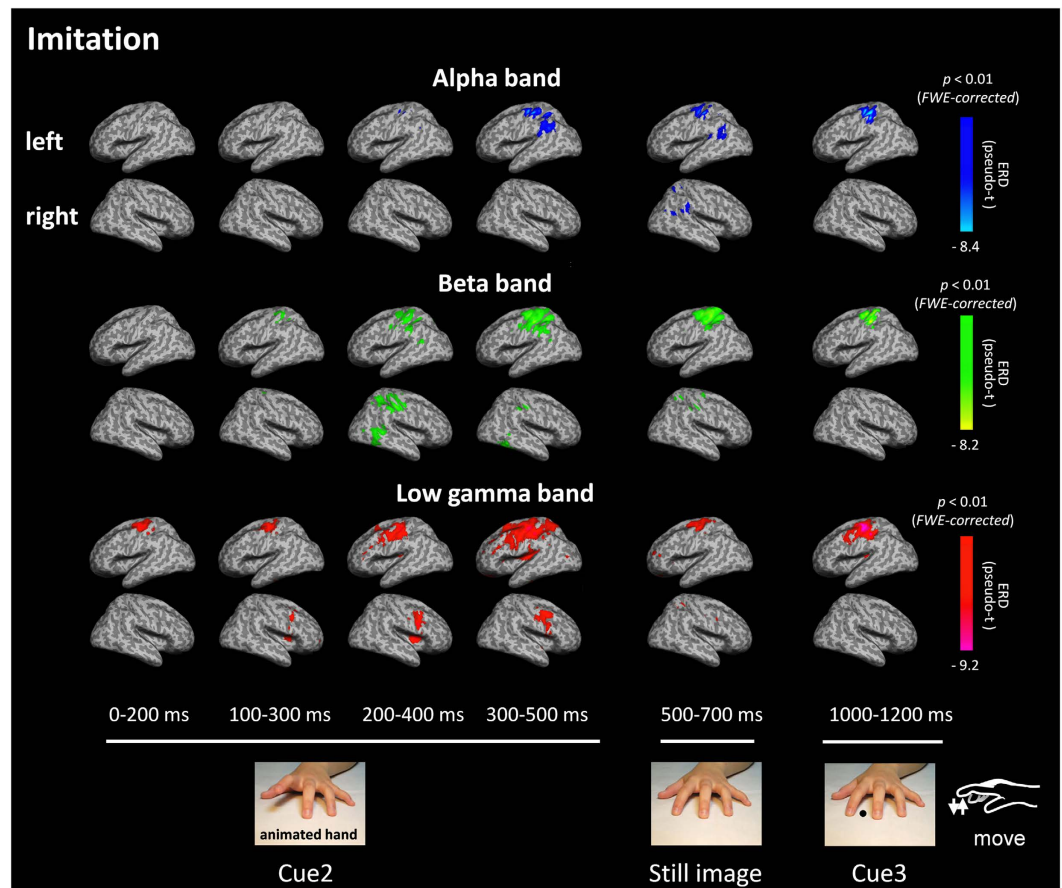 Imitation
Alpha band
left
right
p < 0.01
(FWE-corrected)
ERD
(pseudo-t )
- 8.4
Beta band
p < 0.01
(FWE-corrected)
ERD
(pseudo-t )
- 8.2
Low gamma band
p < 0.01
(FWE-corrected)
ERD
(pseudo-t )
- 9.2
0-200 ms 100-300 ms 200-400 ms 300-500 ms 500-700 ms 1000-1200 ms
animated hand
move
Cue2 Still image Cue3